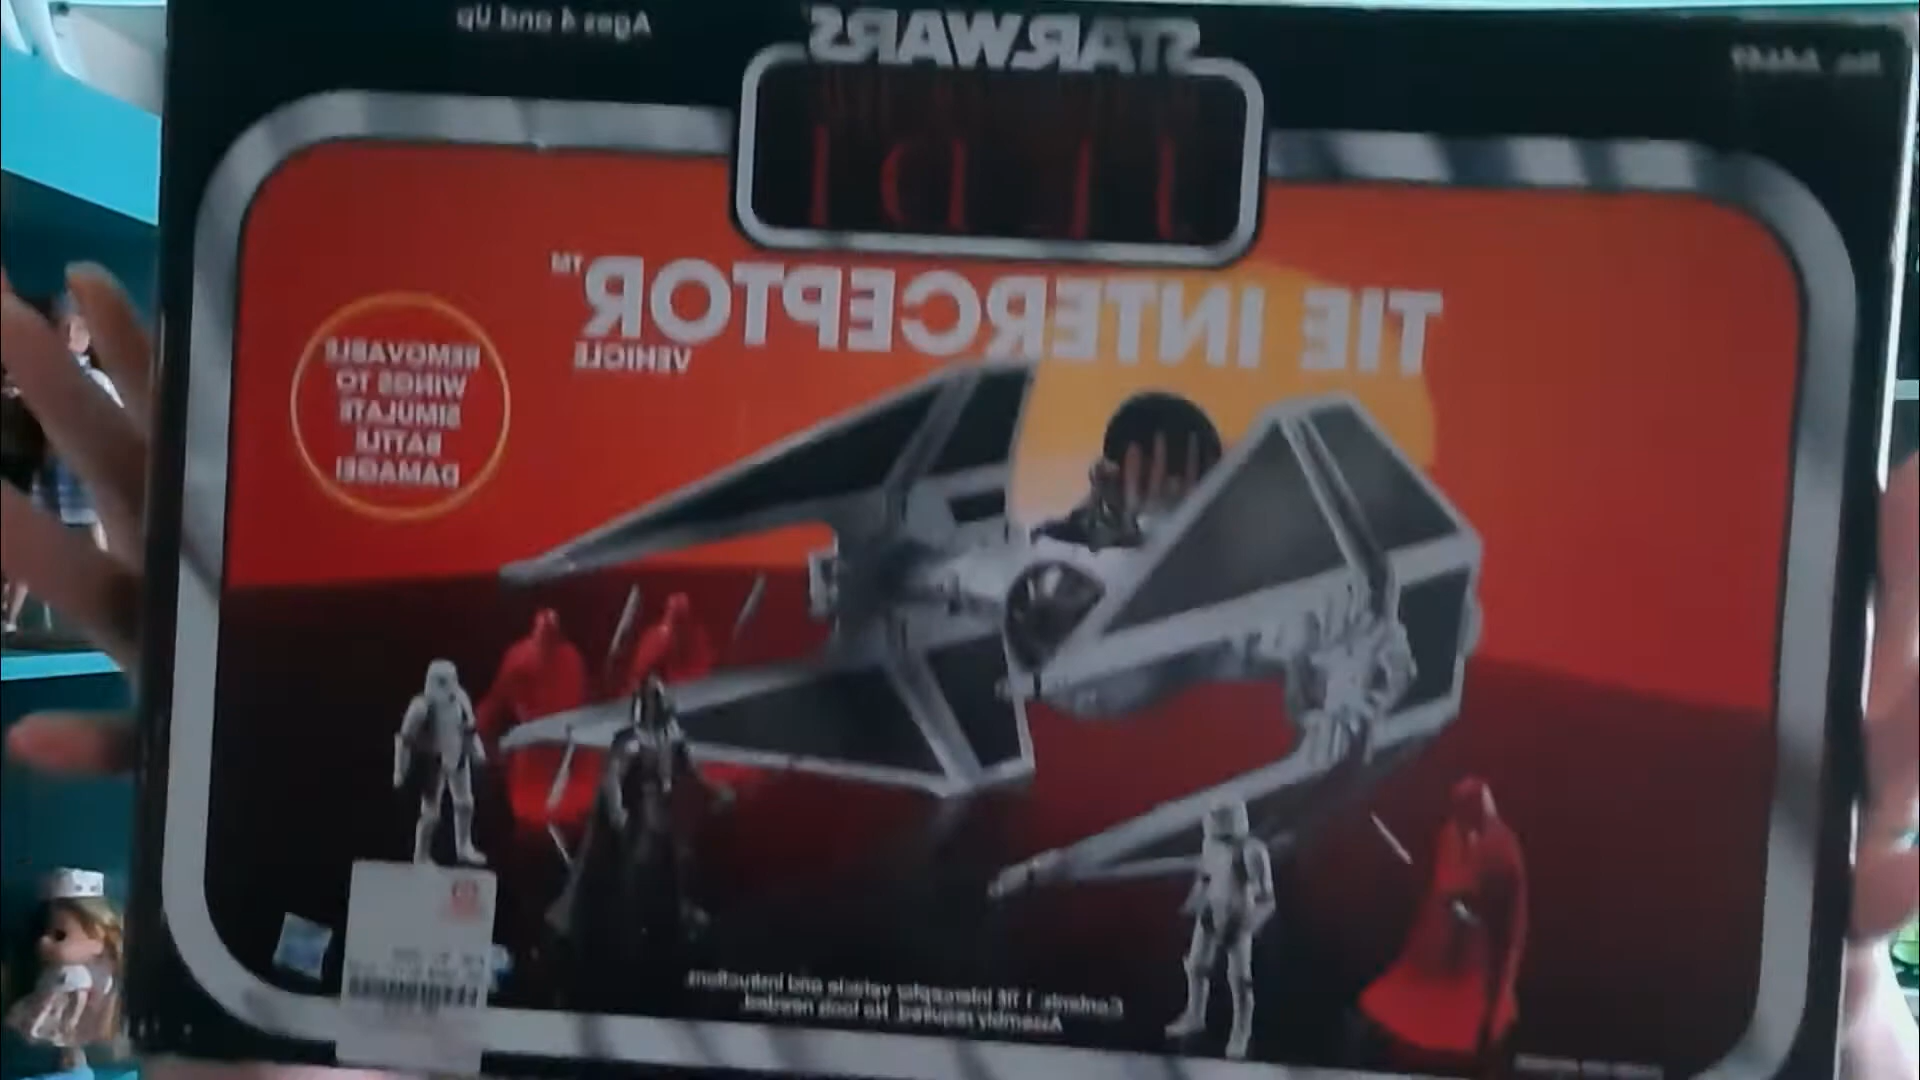 Ages 4 and Up
STAR WARS
JEDI
TIE INTERCEPTOR™
VEHICLE
REMOVABLE
WINGS TO
SIMULATE
BATTLE
DAMAGE!
Contents: 1 TIE Interceptor vehicle and instructions
Assembly required. No tools needed.